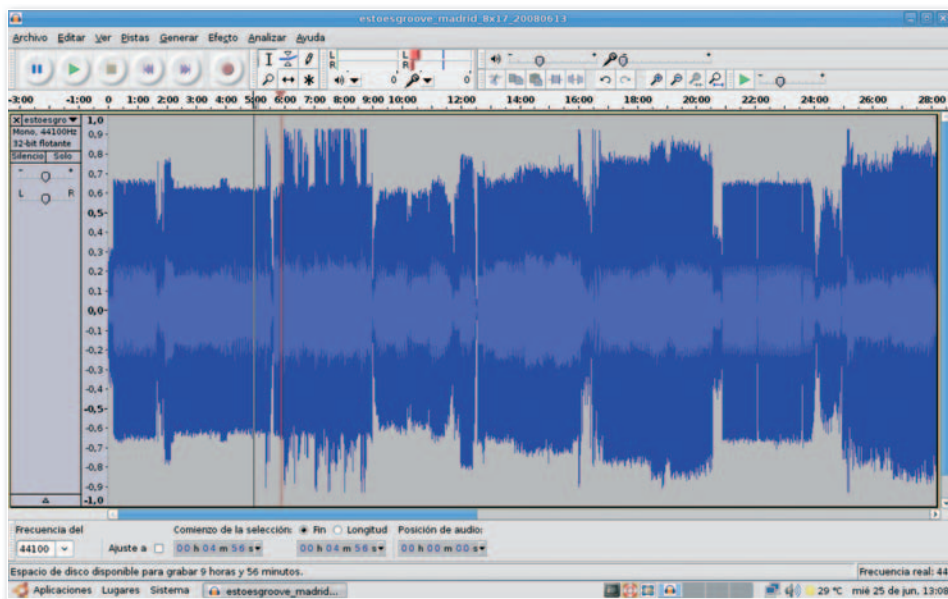 estoesgroove_madrid_8x17_20080613
Archivo Editar Ver Pistas Generar Efecto Analizar Ayuda
L
R
L
R
0
0
-3:00 -1:00 0 1:00 2:00 3:00 4:00 5:00 6:00 7:00 8:00 9:00 10:00 12:00 14:00 16:00 18:00 20:00 22:00 24:00 26:00 28:00
X estoesgro
Mono, 44100Hz
32-bit flotante
Silencio Solo
- +
L R
1,0
0,9
0,8
0,7
0,6
0,5
0,4
0,3
0,2
0,1
0,0
-0,1
-0,2
-0,3
-0,4
-0,5
-0,6
-0,7
-0,8
-0,9
-1,0
Frecuencia del Comienzo de la selección: Fin Longitud Posición de audio:
44100 Ajuste a 00 h 04 m 56 s 00 h 04 m 56 s 00 h 00 m 00 s
Espacio de disco disponible para grabar 9 horas y 56 minutos. Frecuencia real: 44
Aplicaciones Lugares Sistema estoesgroove_madrid... 29 °C mié 25 de jun, 13:08